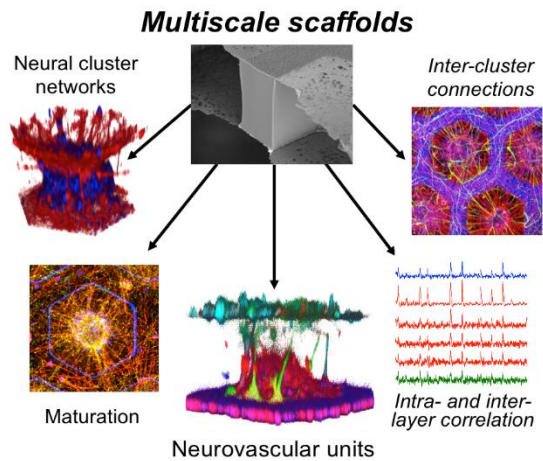 Multiscale scaffolds
Neural cluster
networks
Inter-cluster
connections
Maturation
Neurovascular units
Intra- and inter-
layer correlation